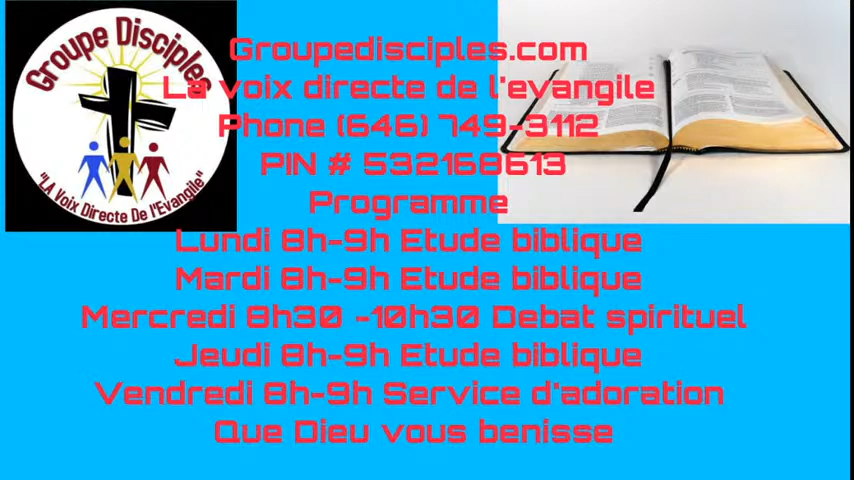 Groupe Disciples
"LA Voix Directe De l'Evangile"
Groupedisciples.com
La voix directe de l'evangile
Phone (646) 749-3112
PIN # 532168613
Programme
Lundi 8h-9h Etude biblique
Mardi 8h-9h Etude biblique
Mercredi 8h30 -10h30 Debat spirituel
Jeudi 8h-9h Etude biblique
Vendredi 8h-9h Service d'adoration
Que Dieu vous benisse